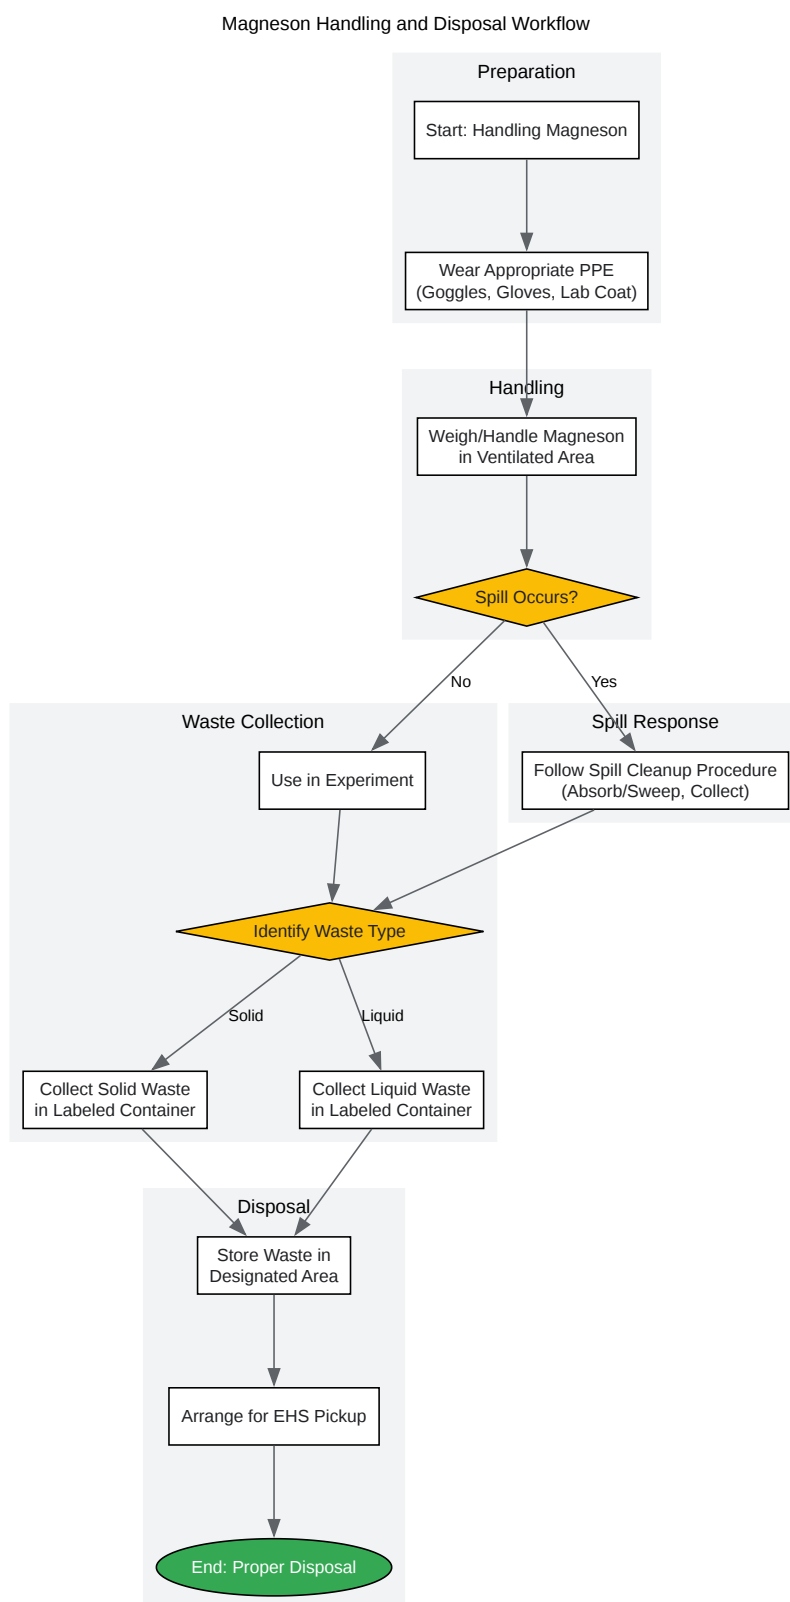 Magneson Handling and Disposal Workflow
Preparation
Start: Handling Magneson
Wear Appropriate PPE
(Goggles, Gloves, Lab Coat)
Handling
Weigh/Handle Magneson
in Ventilated Area
Spill Occurs?
No
Yes
Waste Collection
Spill Response
Use in Experiment
Follow Spill Cleanup Procedure
(Absorb/Sweep, Collect)
Identify Waste Type
Solid
Liquid
Collect Solid Waste
in Labeled Container
Collect Liquid Waste
in Labeled Container
Disposal
Store Waste in
Designated Area
Arrange for EHS Pickup
End: Proper Disposal